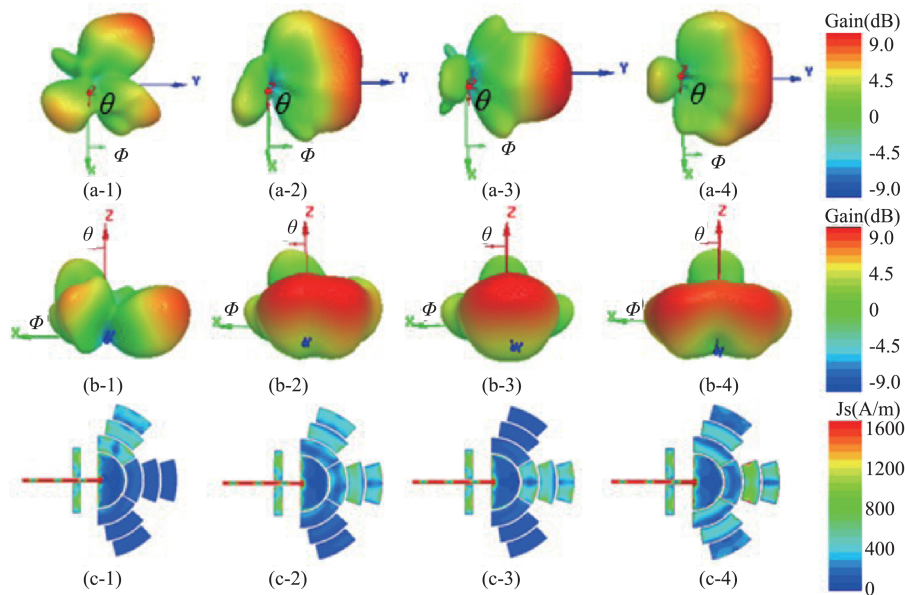 Gain(dB)
9.0
4.5
0
-4.5
-9.0
Y
Y
Y
Y
θ
θ
θ
θ
Φ
Φ
Φ
Φ
X
X
X
X
(a-1)
(a-2)
(a-3)
(a-4)
Z
Z
Z
Z
Gain(dB)
9.0
4.5
0
-4.5
-9.0
θ
θ
θ
θ
Φ
Φ
Φ
Φ
X
X
X
X
(b-1)
(b-2)
(b-3)
(b-4)
Js(A/m)
1600
1200
800
400
0
(c-1)
(c-2)
(c-3)
(c-4)